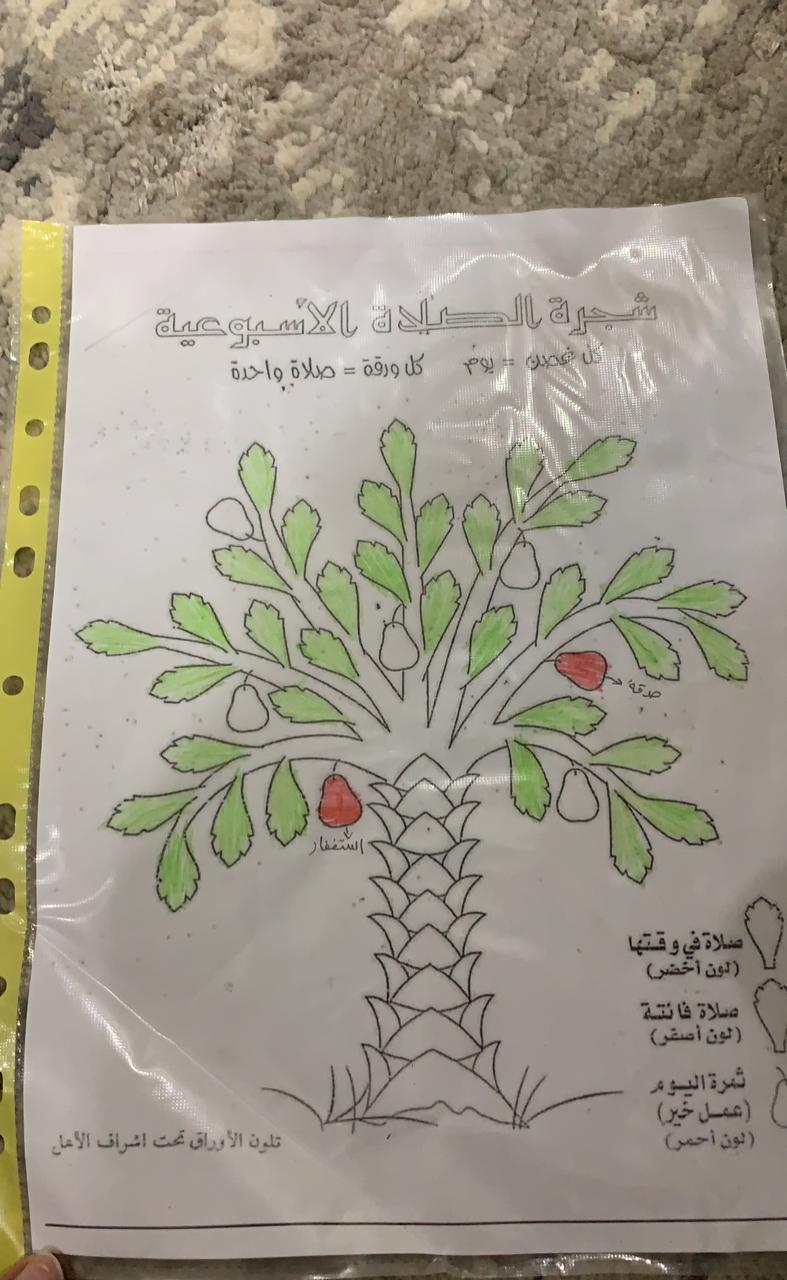 شجرة الصلاة الأسبوعية
كل غصن = يوم كل ورقة = صلاة واحدة
صدقة
استغفار
صلاة في وقتها
(لون أخضر)
صلاة فائتة
(لون أصفر)
ثمرة اليوم
(عمل خير)
(لون أحمر)
تلون الأوراق تحت اشراف الأهل